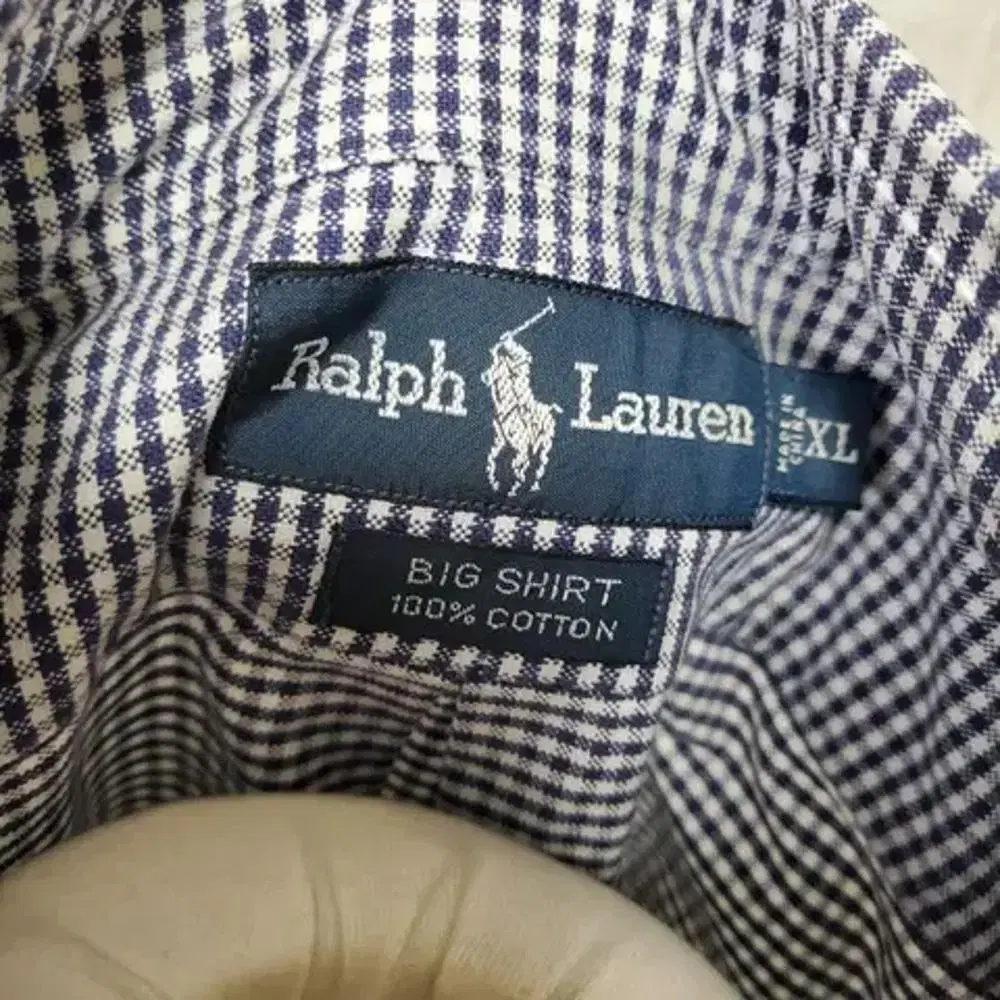 Ralph Lauren
XL
BIG SHIRT
100% COTTON